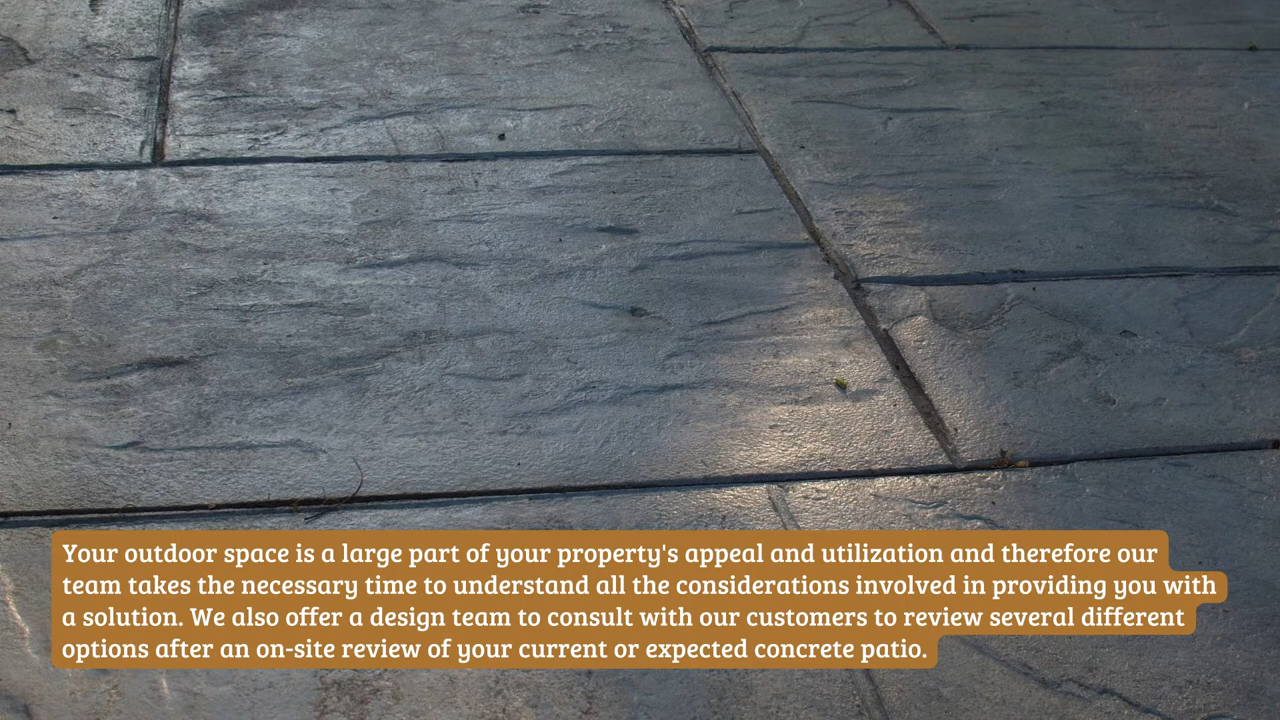 Your outdoor space is a large part of your property's appeal and utilization and therefore our
team takes the necessary time to understand all the considerations involved in providing you with
a solution. We also offer a design team to consult with our customers to review several different
options after an on-site review of your current or expected concrete patio.